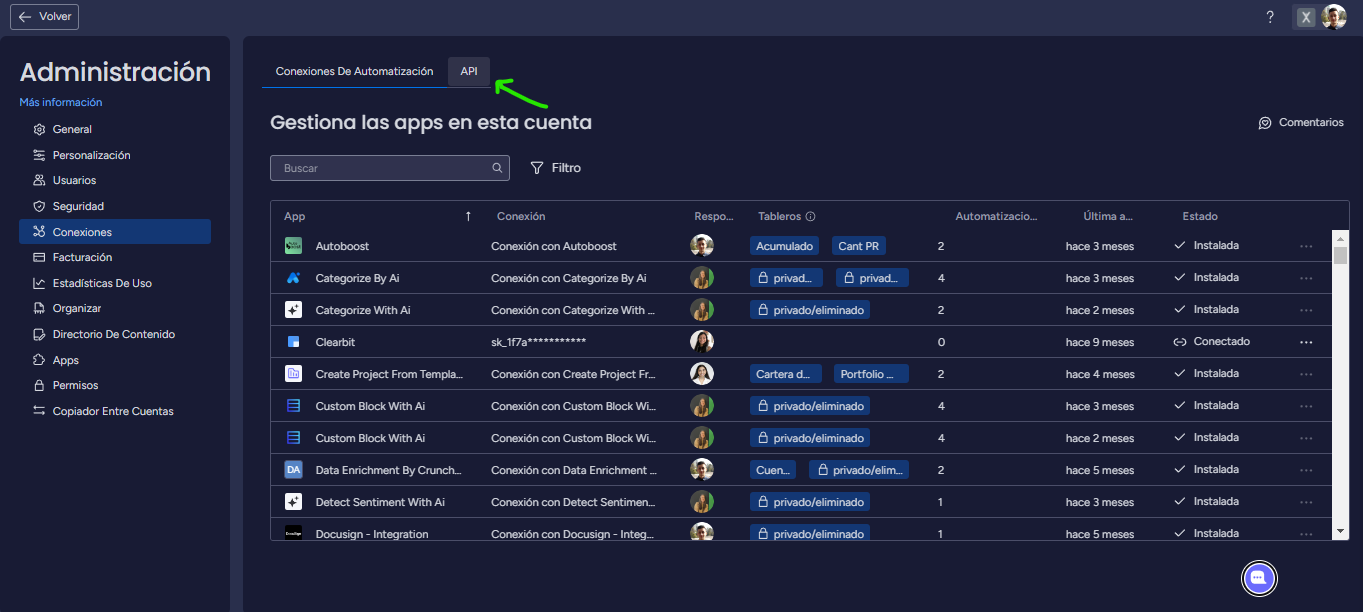 Volver
?
X
Administración
Más información
General
Personalización
Usuarios
Seguridad
Conexiones
Facturación
Estadísticas De Uso
Organizar
Directorio De Contenido
Apps
Permisos
Copiador Entre Cuentas
Conexiones De Automatización API
Gestiona las apps en esta cuenta
Comentarios
Buscar Filtro
App ↑ Conexión Respo... Tableros Automatizacio... Última a... Estado
Autoboost Conexión con Autoboost Acumulado Cant PR 2 hace 3 meses Instalada ...
Categorize By Ai Conexión con Categorize By Ai privad... privad... 4 hace 3 meses Instalada ...
Categorize With Ai Conexión con Categorize With ... privado/eliminado 2 hace 2 meses Instalada ...
Clearbit sk_1f7a*********** 0 hace 9 meses Conectado ...
Create Project From Templa... Conexión con Create Project Fr... Cartera d... Portfolio ... 2 hace 4 meses Instalada ...
Custom Block With Ai Conexión con Custom Block Wi... privado/eliminado 4 hace 3 meses Instalada ...
Custom Block With Ai Conexión con Custom Block Wi... privado/eliminado 4 hace 2 meses Instalada ...
DA Data Enrichment By Crunch... Conexión con Data Enrichment ... Cuen... privado/elim... 2 hace 5 meses Instalada ...
Detect Sentiment With Ai Conexión con Detect Sentimen... privado/eliminado 1 hace 3 meses Instalada ...
Docusign - Integration Conexión con Docusign - Integ... privado/eliminado 1 hace 5 meses Instalada ...